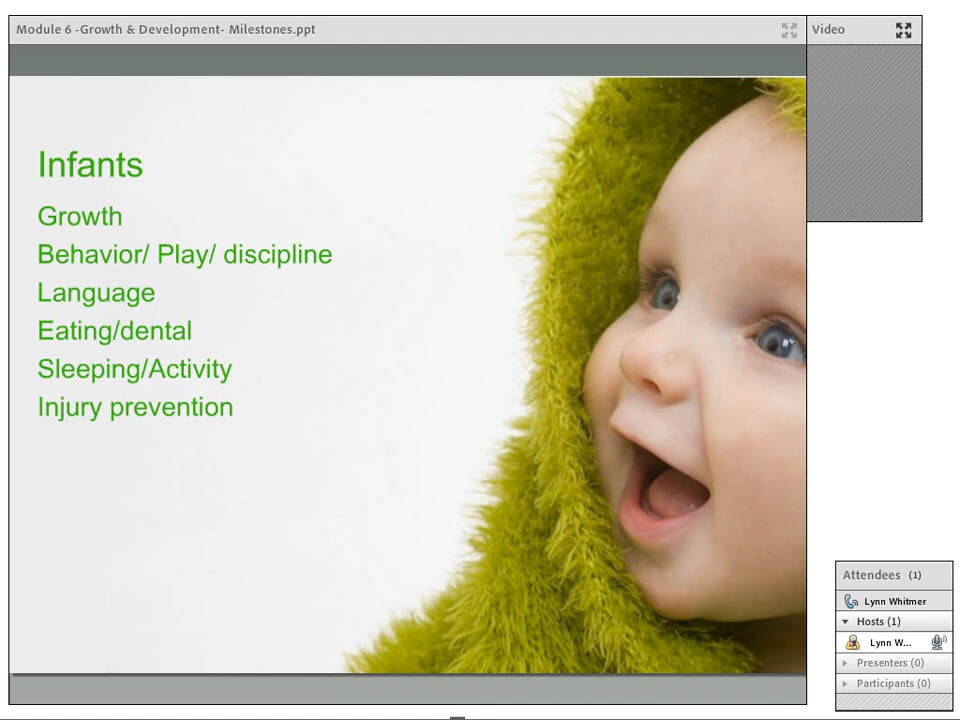 Module 6 -Growth & Development- Milestones.ppt
Video
Infants
Growth
Behavior/ Play/ discipline
Language
Eating/dental
Sleeping/Activity
Injury prevention
Attendees (1)
Lynn Whitmer
Hosts (1)
Lynn W...
Presenters (0)
Participants (0)